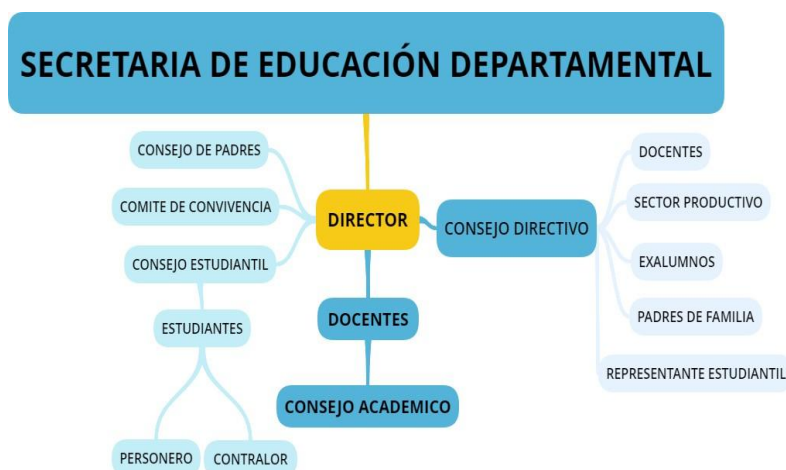 SECRETARIA DE EDUCACIÓN DEPARTAMENTAL
CONSEJO DE PADRES
COMITE DE CONVIVENCIA
CONSEJO ESTUDIANTIL
ESTUDIANTES
PERSONERO
CONTRALOR
DIRECTOR
DOCENTES
CONSEJO ACADEMICO
CONSEJO DIRECTIVO
DOCENTES
SECTOR PRODUCTIVO
EXALUMNOS
PADRES DE FAMILIA
REPRESENTANTE ESTUDIANTIL